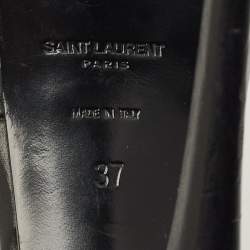 SAINT LAURENT
PARIS
MADE IN ITALY
37